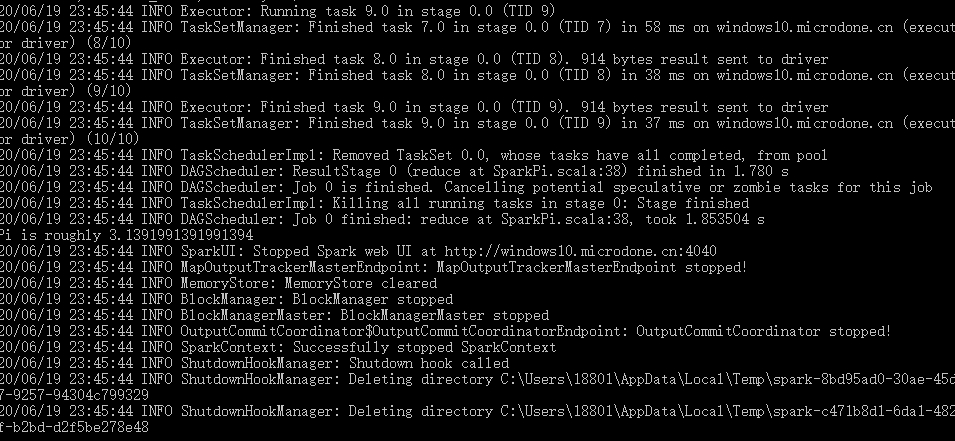 20/06/19 23:45:44 INFO Executor: Running task 9.0 in stage 0.0 (TID 9)
20/06/19 23:45:44 INFO TaskSetManager: Finished task 7.0 in stage 0.0 (TID 7) in 58 ms on windows10.microdone.cn (execut
or driver) (8/10)
20/06/19 23:45:44 INFO Executor: Finished task 8.0 in stage 0.0 (TID 8). 914 bytes result sent to driver
20/06/19 23:45:44 INFO TaskSetManager: Finished task 8.0 in stage 0.0 (TID 8) in 38 ms on windows10.microdone.cn (execut
or driver) (9/10)
20/06/19 23:45:44 INFO Executor: Finished task 9.0 in stage 0.0 (TID 9). 914 bytes result sent to driver
20/06/19 23:45:44 INFO TaskSetManager: Finished task 9.0 in stage 0.0 (TID 9) in 37 ms on windows10.microdone.cn (execut
or driver) (10/10)
20/06/19 23:45:44 INFO TaskSchedulerImpl: Removed TaskSet 0.0, whose tasks have all completed, from pool
20/06/19 23:45:44 INFO DAGScheduler: ResultStage 0 (reduce at SparkPi.scala:38) finished in 1.780 s
20/06/19 23:45:44 INFO DAGScheduler: Job 0 is finished. Cancelling potential speculative or zombie tasks for this job
20/06/19 23:45:44 INFO TaskSchedulerImpl: Killing all running tasks in stage 0: Stage finished
20/06/19 23:45:44 INFO DAGScheduler: Job 0 finished: reduce at SparkPi.scala:38, took 1.853504 s
Pi is roughly 3.1391991391991394
20/06/19 23:45:44 INFO SparkUI: Stopped Spark web UI at http://windows10.microdone.cn:4040
20/06/19 23:45:44 INFO MapOutputTrackerMasterEndpoint: MapOutputTrackerMasterEndpoint stopped!
20/06/19 23:45:44 INFO MemoryStore: MemoryStore cleared
20/06/19 23:45:44 INFO BlockManager: BlockManager stopped
20/06/19 23:45:44 INFO BlockManagerMaster: BlockManagerMaster stopped
20/06/19 23:45:44 INFO OutputCommitCoordinator$OutputCommitCoordinatorEndpoint: OutputCommitCoordinator stopped!
20/06/19 23:45:44 INFO SparkContext: Successfully stopped SparkContext
20/06/19 23:45:44 INFO ShutdownHookManager: Shutdown hook called
20/06/19 23:45:44 INFO ShutdownHookManager: Deleting directory C:\Users\18801\AppData\Local\Temp\spark-8bd95ad0-30ae-45d
7-9257-94304c799329
20/06/19 23:45:44 INFO ShutdownHookManager: Deleting directory C:\Users\18801\AppData\Local\Temp\spark-c471b8d1-6da1-482
f-b2bd-d2f5be278e48